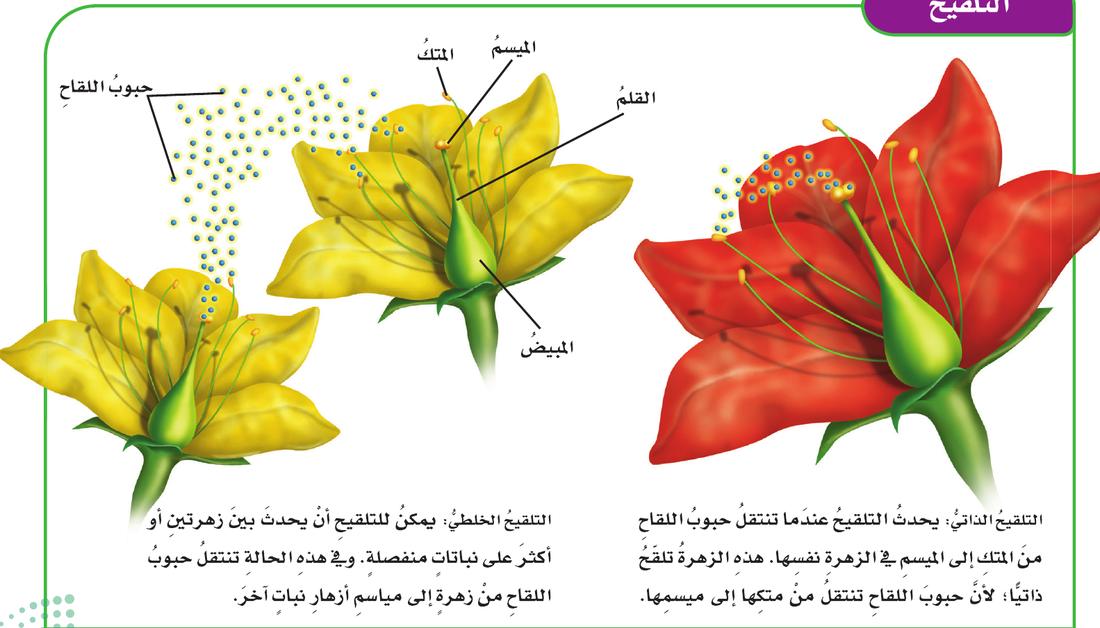 التلقيح
الميسمُ
المتكُ
حبوبُ اللقاحِ
القلمُ
المبيضُ
التلقيحُ الذاتيُّ: يحدثُ التلقيحُ عندَما تنتقلُ حبوبُ اللقاحِ
منَ المتكِ إلى الميسمِ في الزهرةِ نفسِها. هذهِ الزهرةُ تلقّحُ
ذاتيًّا؛ لأنَّ حبوبَ اللقاحِ تنتقلُ منْ متكِها إلى ميسمِها.
التلقيحُ الخلطيُّ: يمكنُ للتلقيحِ أنْ يحدثَ بينَ زهرتينِ أو
أكثرَ على نباتاتٍ منفصلةٍ. وفي هذهِ الحالةِ تنتقلُ حبوبُ
اللقاحِ منْ زهرةٍ إلى مياسمِ أزهارِ نباتٍ آخرَ.